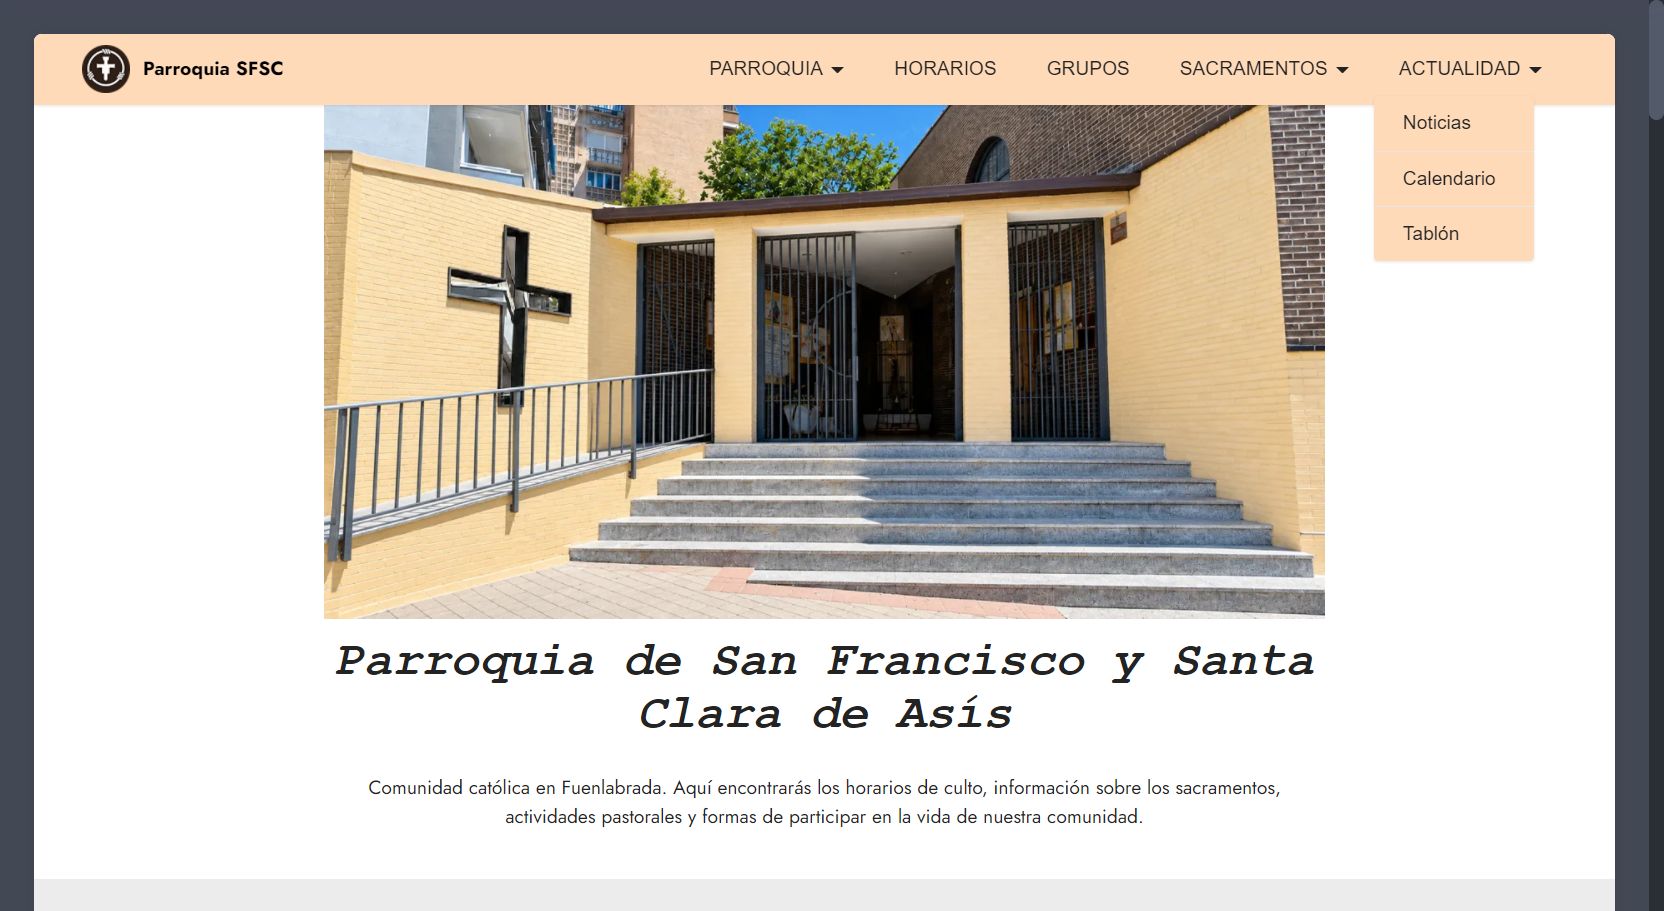 Parroquia SFSC
PARROQUIA
HORARIOS
GRUPOS
SACRAMENTOS
ACTUALIDAD
Noticias
Calendario
Tablón
Parroquia de San Francisco y Santa
Clara de Asís
Comunidad católica en Fuenlabrada. Aquí encontrarás los horarios de culto, información sobre los sacramentos,
actividades pastorales y formas de participar en la vida de nuestra comunidad.